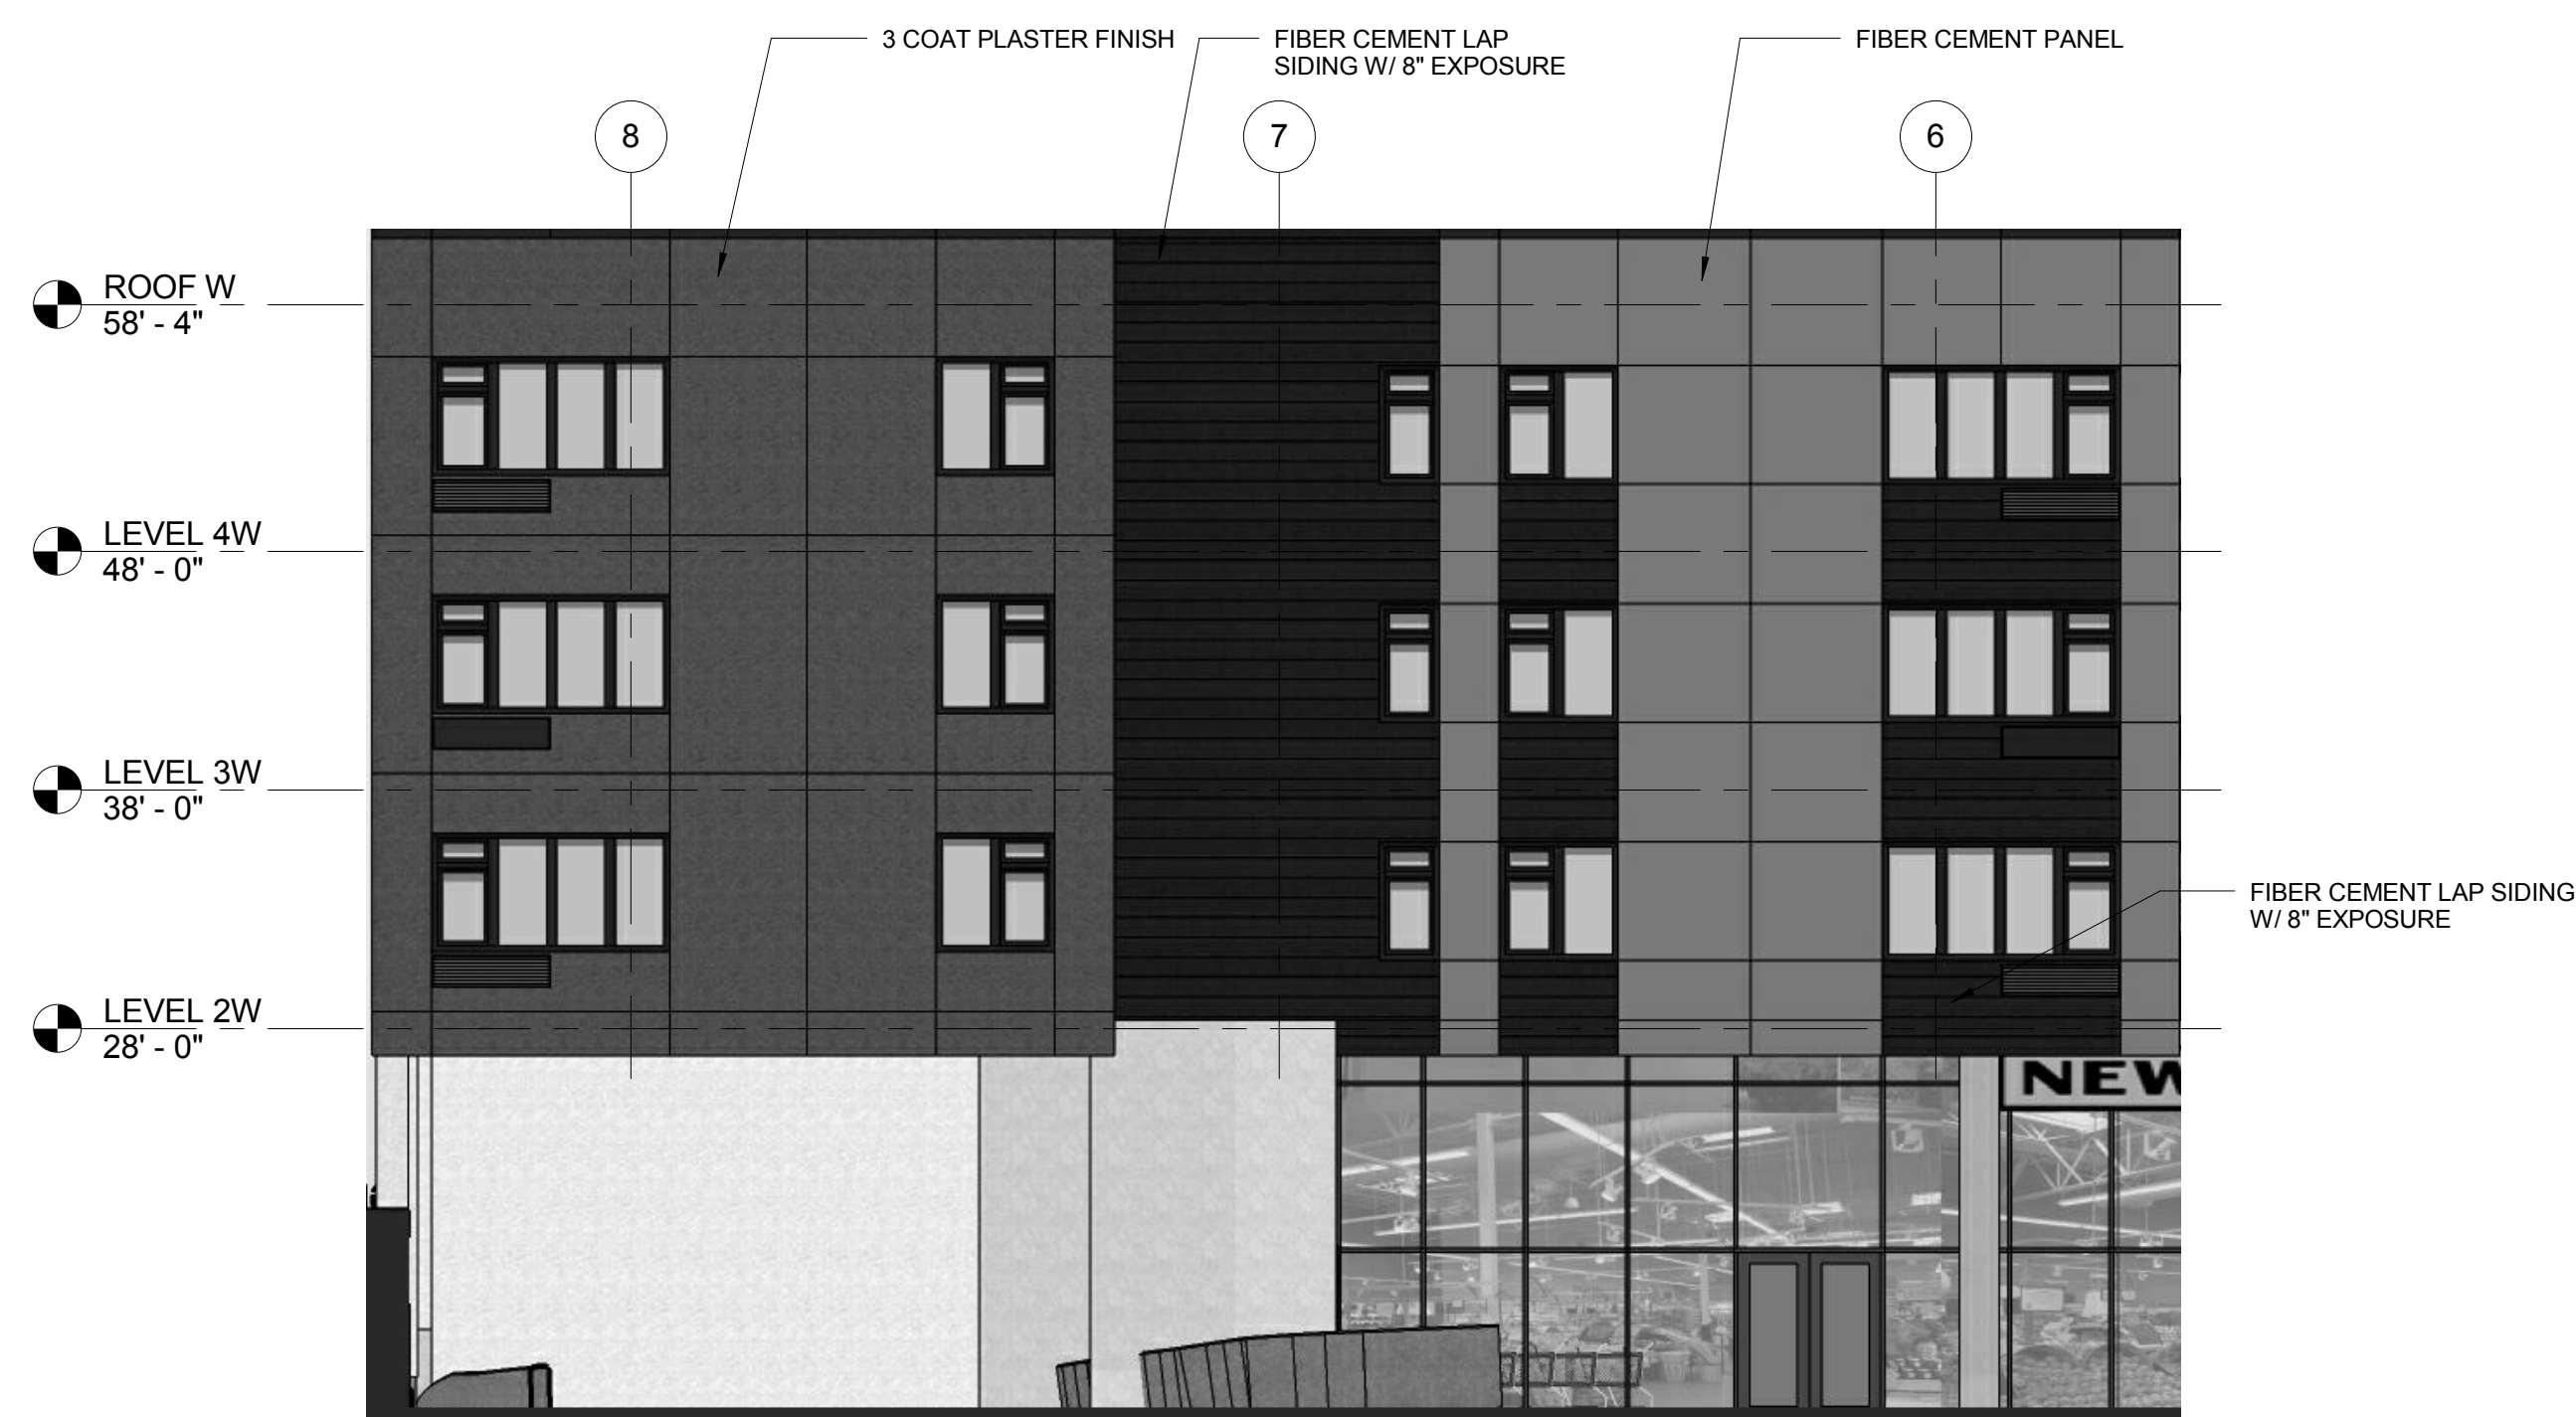 3 COAT PLASTER FINISH
FIBER CEMENT LAP
SIDING W/ 8" EXPOSURE
FIBER CEMENT PANEL
8
7
6
ROOF W
58' - 4"
LEVEL 4W
48' - 0"
LEVEL 3W
38' - 0"
FIBER CEMENT LAP SIDING
W/ 8" EXPOSURE
LEVEL 2W
28' - 0"
NEW